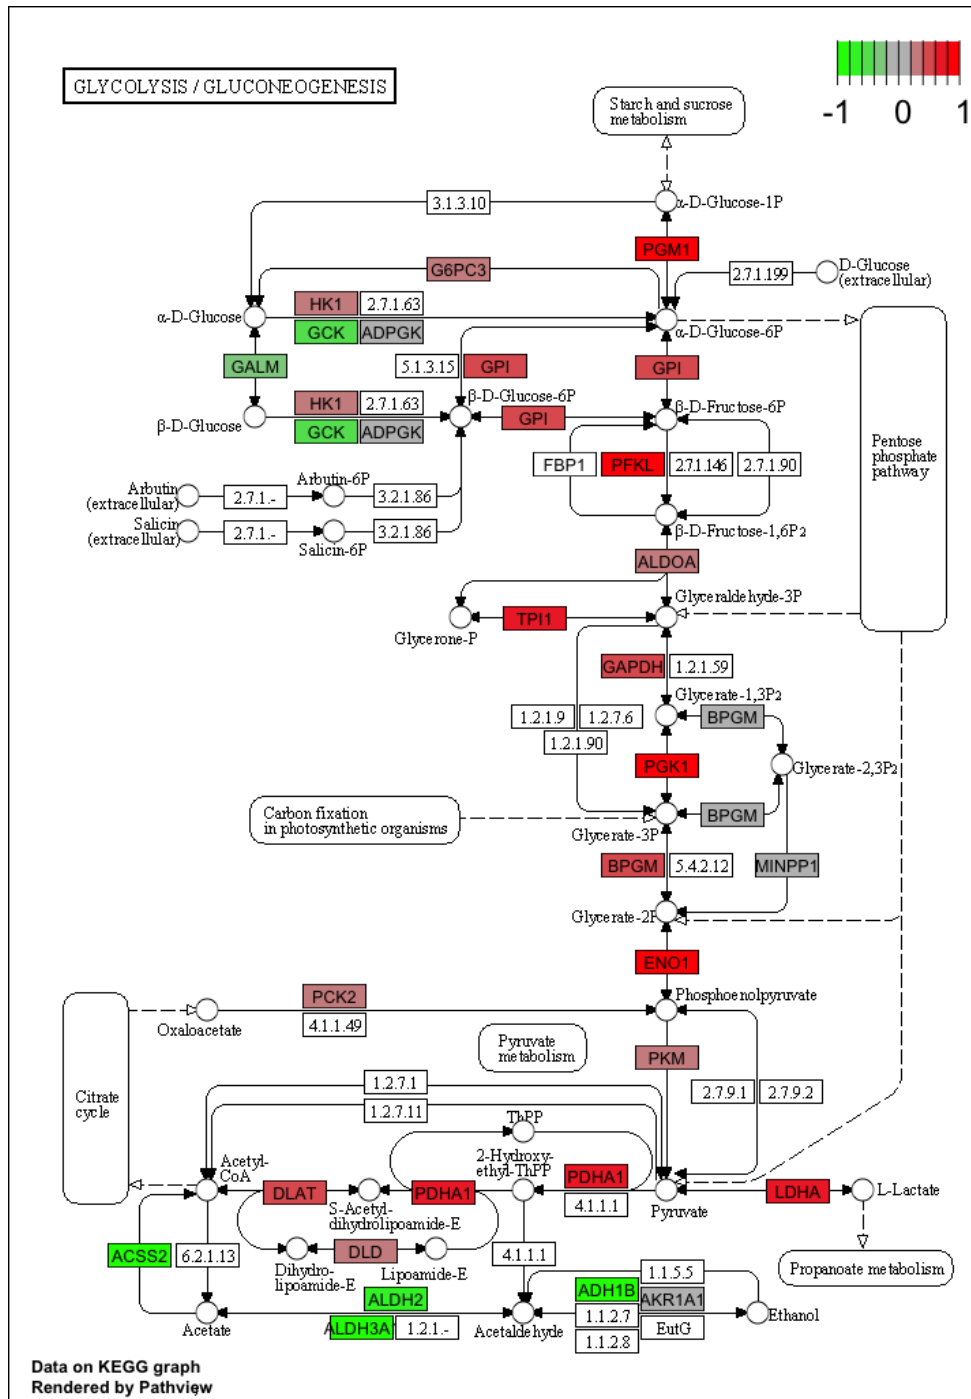 GLYCOLYSIS / GLUCONEOGENESIS
-1 0 1
Starch and sucrose
metabolism
3.1.3.10
α-D-Glucose-1P
PGM1
G6PC3
2.7.1.199
D-Glucose
(extracellular)
HK1
2.7.1.63
α-D-Glucose
GCK
ADPGK
α-D-Glucose-6P
GALM
5.1.3.15
GPI
GPI
Pentose
phosphate
pathway
HK1
2.7.1.63
β-D-Glucose-6P
β-D-Glucose
GCK
ADPGK
GPI
β-D-Fructose-6P
FBP1
PFKL
2.7.1.146
2.7.1.90
Arbutin
(extracellular)
2.7.1.-
Arbutin-6P
3.2.1.86
Salicin
(extracellular)
2.7.1.-
Salicin-6P
3.2.1.86
β-D-Fructose-1,6P2
ALDOA
Glyceraldehyde-3P
TPI1
Glycerone-P
GAPDH
1.2.1.59
Glycerate-1,3P2
1.2.1.9
1.2.7.6
BPGM
1.2.1.90
PGK1
Glycerate-2,3P2
Carbon fixation
in photosynthetic organisms
BPGM
Glycerate-3P
BPGM
5.4.2.12
MINPP1
Glycerate-2P
ENO1
PCK2
Phosphoenolpyruvate
Oxaloacetate
4.1.1.49
Pyruvate
metabolism
PKM
Citrate
cycle
1.2.7.1
1.2.7.11
2.7.9.1
2.7.9.2
ThPP
Acetyl-
CoA
2-Hydroxy-
ethyl-ThPP
DLAT
PDHA1
PDHA1
4.1.1.1
LDHA
L-Lactate
S-Acetyl-
dihydrolipoamide-E
Pyruvate
ACSS2
6.2.1.13
DLD
4.1.1.1
Dihydro-
lipoamide-E
Lipoamide-E
1.1.5.5
Propanoate metabolism
ALDH2
ADH1B
AKR1A1
Acetate
ALDH3A
1.2.1.-
Acetaldehyde
1.1.2.7
EutG
Ethanol
1.1.2.8
Data on KEGG graph
Rendered by Pathview